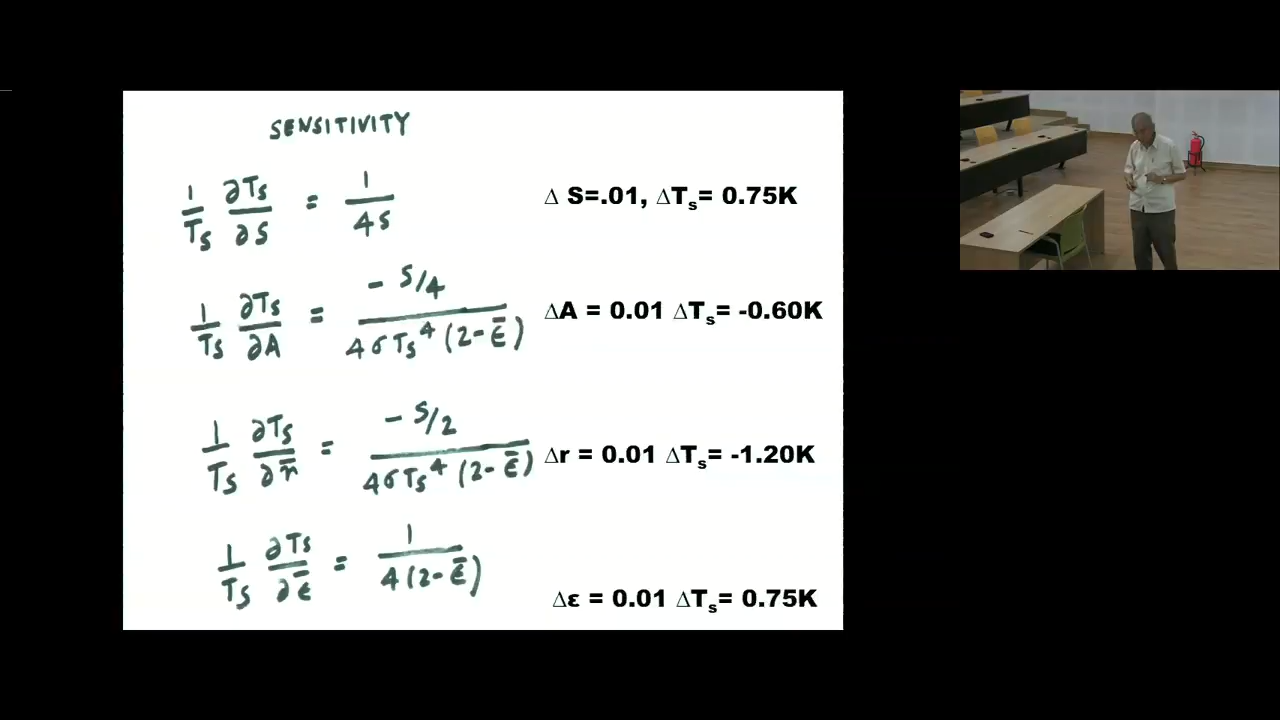 SENSITIVITY
1/Ts ∂Ts/∂S = 1/4S
Δ S=.01, ΔTs= 0.75K
1/Ts ∂Ts/∂A = - S/4 / 4σTs⁴(2-ε̄)
ΔA = 0.01 ΔTs= -0.60K
1/Ts ∂Ts/∂r̄ = - S/2 / 4σTs⁴(2-ε̄)
Δr = 0.01 ΔTs= -1.20K
1/Ts ∂Ts/∂ε̄ = 1/4(2-ε̄)
Δε = 0.01 ΔTs= 0.75K